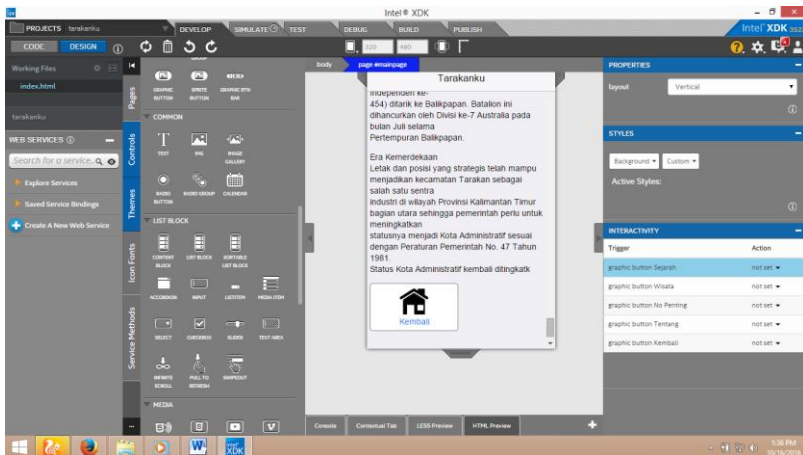 Intel® XDK
PROJECTS tarakanku
DEVELOP SIMULATE TEST DEBUG BUILD PUBLISH
Intel® XDK
CODE DESIGN
320 480
Working Files
index.html
tarakanku
WEB SERVICES
Search for a service..
Explore Services
Saved Service Bindings
Create A New Web Service
Pages
Controls
Themes
Icon Fonts
Service Methods
GRAPHIC BUTTON
SPRITE BUTTON
GRAPHIC BTN BAR
COMMON
TEXT
IMG
IMAGE GALLERY
RADIO BUTTON
RADIO GROUP
CALENDAR
LIST BLOCK
CONTENT BLOCK
LIST BLOCK
SORTABLE LIST BLOCK
ACCORDION
INPUT
LISTITEM
MEDIA ITEM
SELECT
CHECKBOX
SLIDER
TEXT AREA
INFINITE SCROLL
PULL TO REFRESH
SWIPEOUT
MEDIA
body page #mainpage
Tarakanku
Independen ke-
454) ditarik ke Balikpapan. Batalion ini
dihancurkan oleh Divisi ke-7 Australia pada
bulan Juli selama
Pertempuran Balikpapan.
Era Kemerdekaan
Letak dan posisi yang strategis telah mampu
menjadikan kecamatan Tarakan sebagai
salah satu sentra
industri di wilayah Provinsi Kalimantan Timur
bagian utara sehingga pemerintah perlu untuk
meningkatkan
statusnya menjadi Kota Administratif sesuai
dengan Peraturan Pemerintah No. 47 Tahun
1981.
Status Kota Administratif kembali ditingkatk
Kembali
Console Contextual Tab LESS Preview HTML Preview
PROPERTIES
layout Vertical
STYLES
Background Custom
Active Styles:
INTERACTIVITY
Trigger Action
graphic button Sejarah not set
graphic button Wisata not set
graphic button No Penting not set
graphic button Tentang not set
graphic button Kembali not set
1:36 PM
10/16/2016